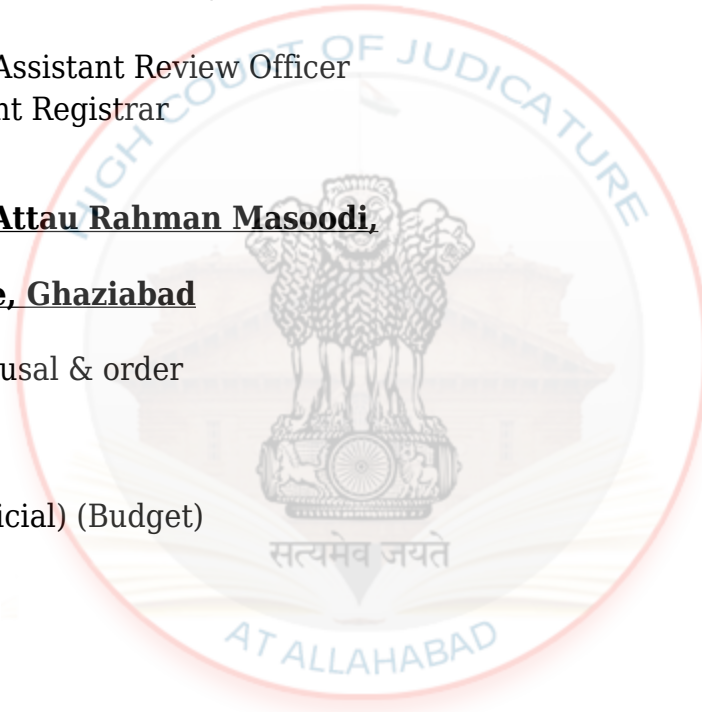 Assistant Review Officer
nt Registrar
Attau Rahman Masoodi,
e, Ghaziabad
usal & order
icial) (Budget)
HIGH COURT OF JUDICATURE
सत्यमेव जयते
AT ALLAHABAD